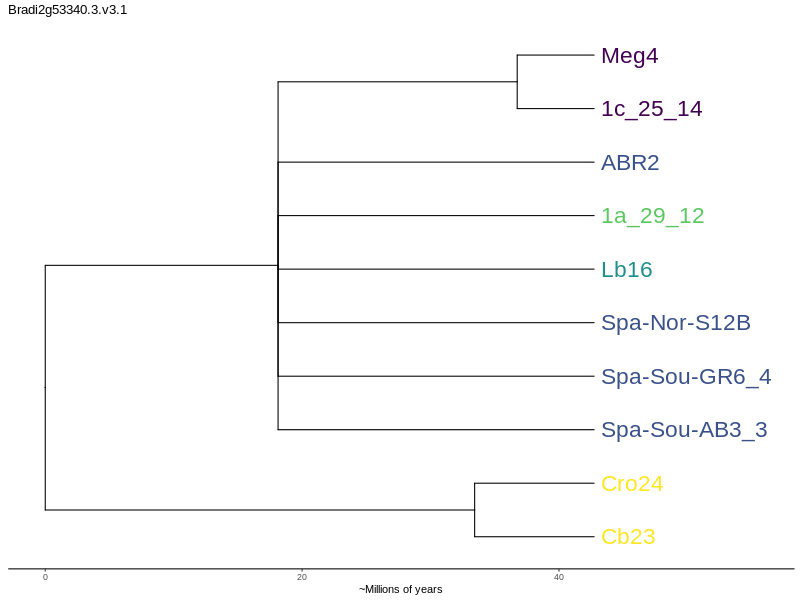 Bradi2g53340.3.v3.1
Meg4
1c_25_14
ABR2
1a_29_12
Lb16
Spa-Nor-S12B
Spa-Sou-GR6_4
Spa-Sou-AB3_3
Cro24
Cb23
0 20 40
~Millions of years